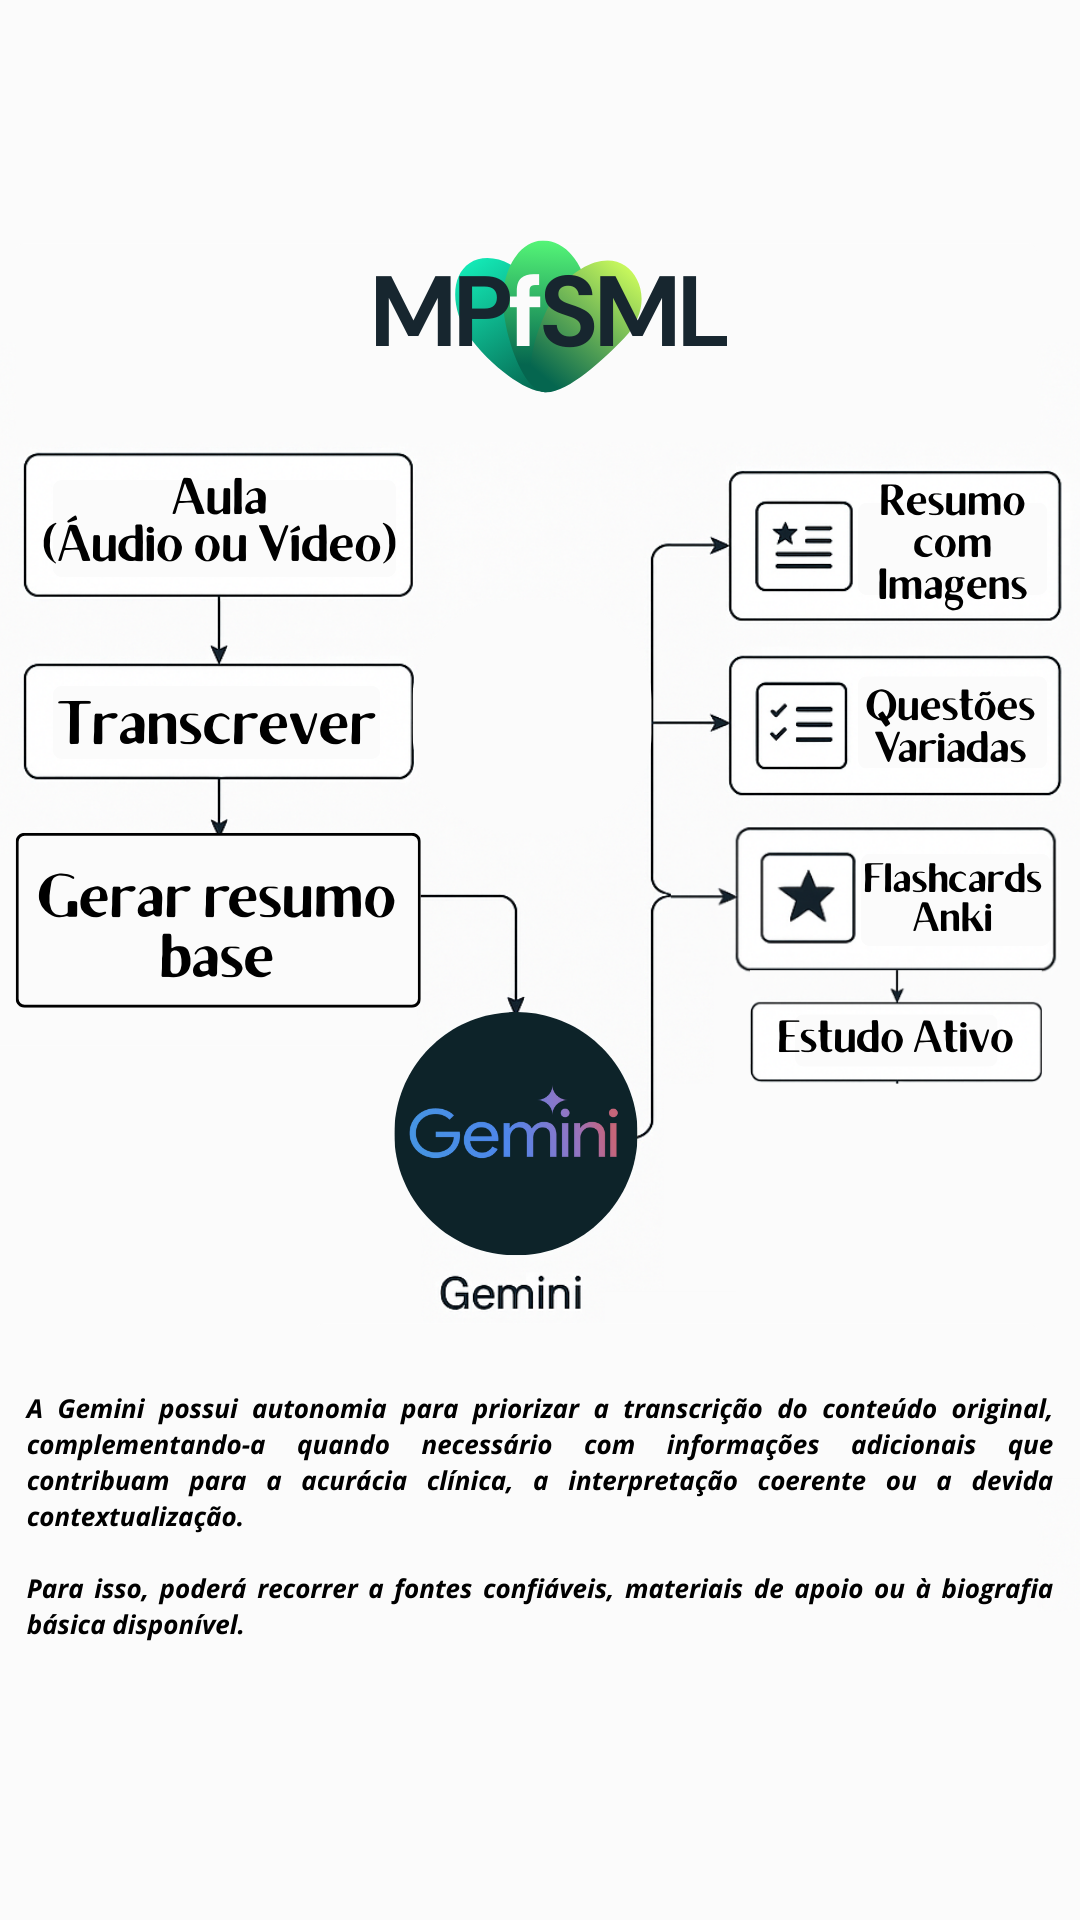 MPfSML
Aula
(Áudio ou Vídeo)
Transcrever
Gerar resumo
base
Gemini
Gemini
Resumo
com
Imagens
Questões
Variadas
Flashcards
Anki
Estudo Ativo
A Gemini possui autonomia para priorizar a transcrição do conteúdo original,
complementando-a quando necessário com informações adicionais que
contribuam para a acurácia clínica, a interpretação coerente ou a devida
contextualização.
Para isso, poderá recorrer a fontes confiáveis, materiais de apoio ou à biografia
básica disponível.